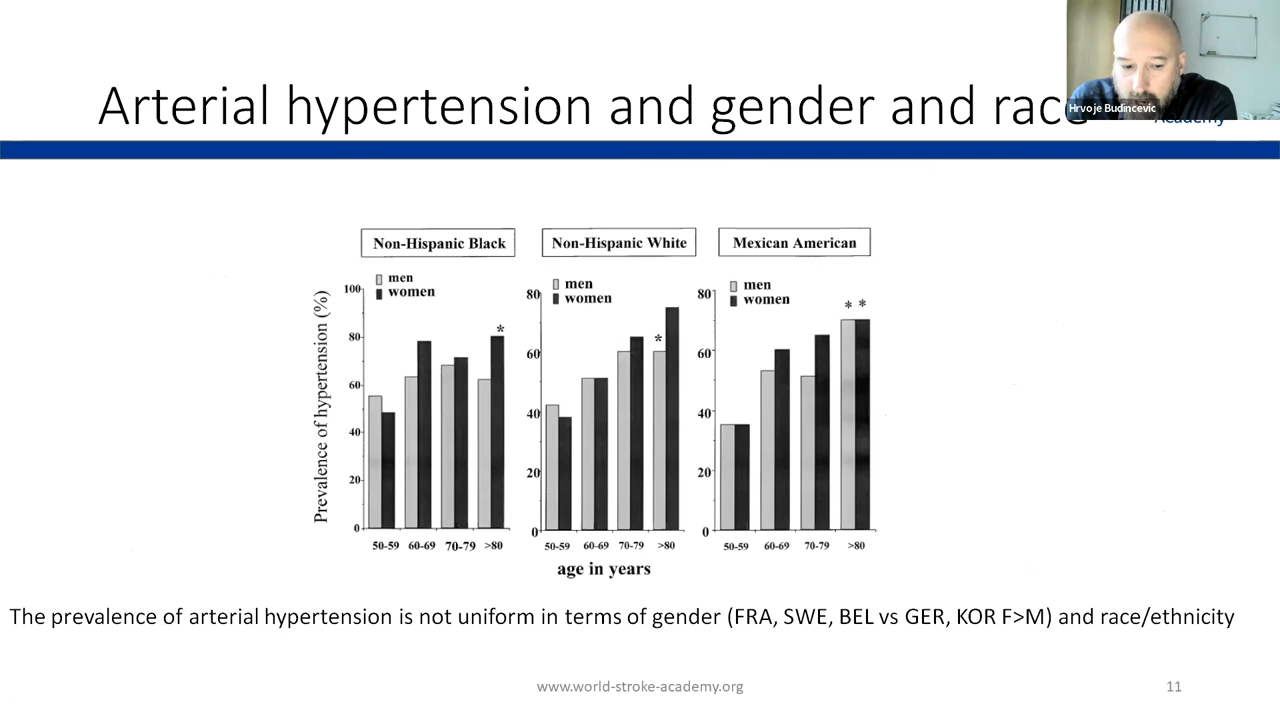 Arterial hypertension and gender and race
Hrvoje Budincevic
Academy
Non-Hispanic Black
Non-Hispanic White
Mexican American
men
women
men
women
men
women
Prevalence of hypertension (%)
100
80
60
40
20
0
*
80
60
40
20
0
*
80
60
40
20
0
* *
50-59 60-69 70-79 >80
50-59 60-69 70-79 >80
50-59 60-69 70-79 >80
age in years
The prevalence of arterial hypertension is not uniform in terms of gender (FRA, SWE, BEL vs GER, KOR F>M) and race/ethnicity
www.world-stroke-academy.org
11